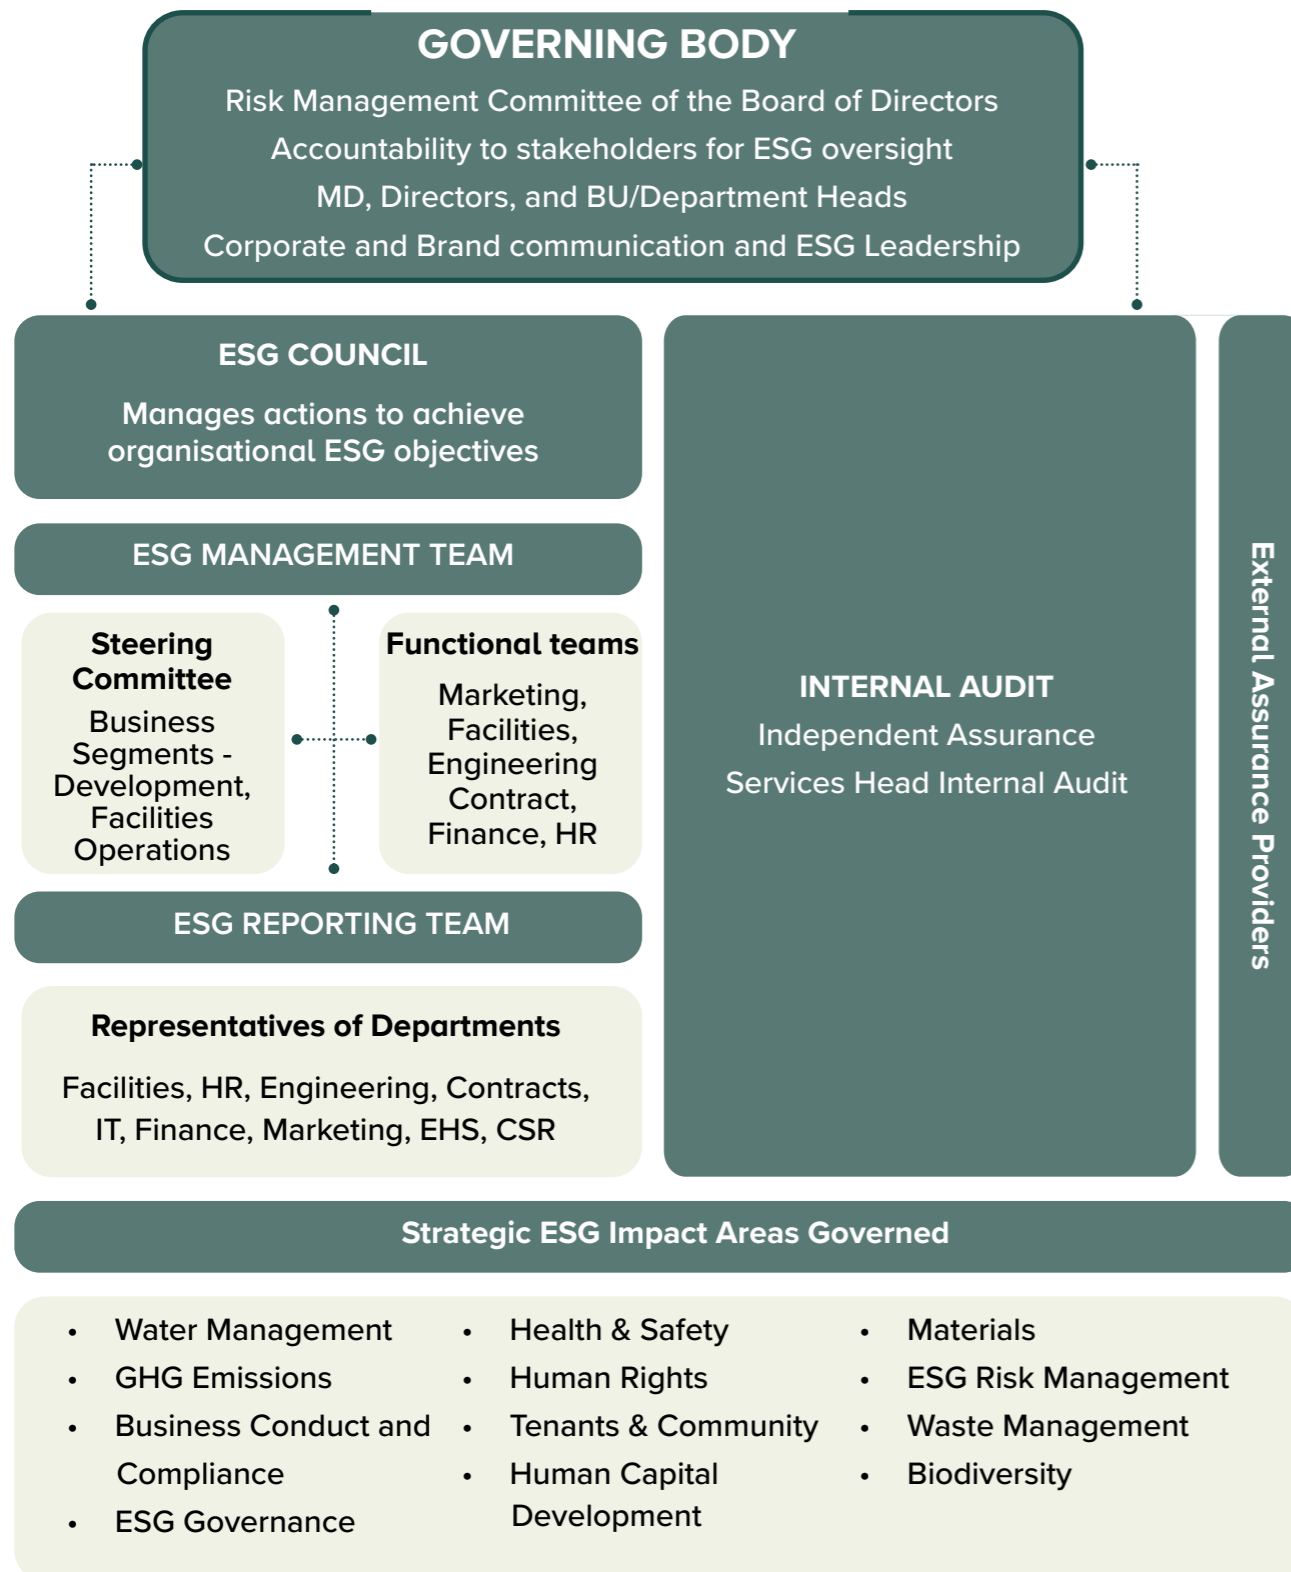 GOVERNING BODY
Risk Management Committee of the Board of Directors
Accountability to stakeholders for ESG oversight
MD, Directors, and BU/Department Heads
Corporate and Brand communication and ESG Leadership
ESG COUNCIL
Manages actions to achieve
organisational ESG objectives
ESG MANAGEMENT TEAM
Steering
Committee
Business
Segments -
Development,
Facilities
Operations
Functional teams
Marketing,
Facilities,
Engineering
Contract,
Finance, HR
ESG REPORTING TEAM
Representatives of Departments
Facilities, HR, Engineering, Contracts,
IT, Finance, Marketing, EHS, CSR
INTERNAL AUDIT
Independent Assurance
Services Head Internal Audit
External Assurance Providers
Strategic ESG Impact Areas Governed
• Water Management
• GHG Emissions
• Business Conduct and
Compliance
• ESG Governance
• Health & Safety
• Human Rights
• Tenants & Community
• Human Capital
Development
• Materials
• ESG Risk Management
• Waste Management
• Biodiversity